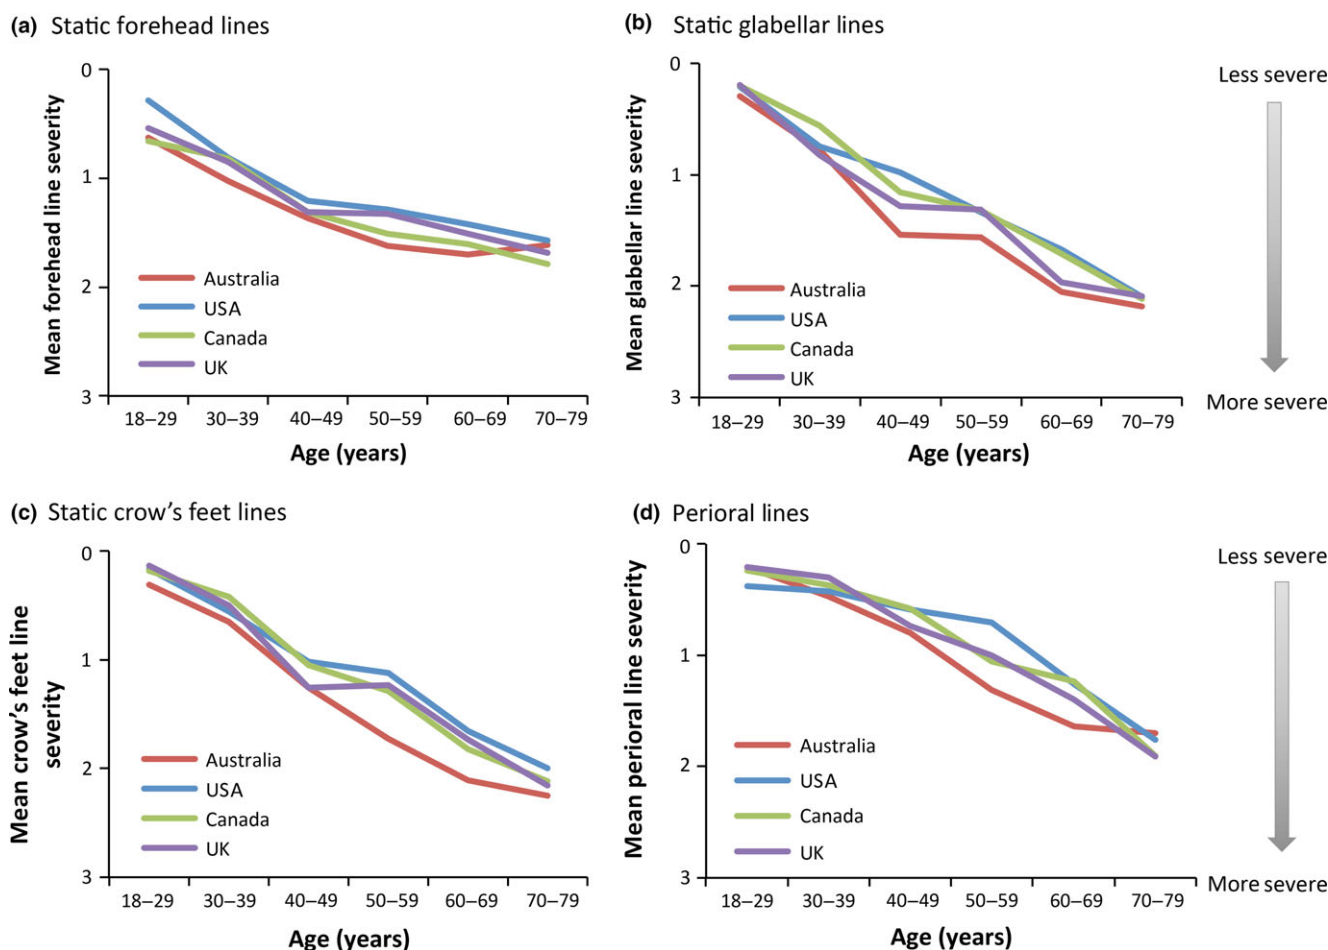 (a) Static forehead lines
Mean forehead line severity
0
1
2
3
Australia
USA
Canada
UK
18–29 30–39 40–49 50–59 60–69 70–79
Age (years)
(b) Static glabellar lines
Mean glabellar line severity
0
1
2
3
Australia
USA
Canada
UK
18–29 30–39 40–49 50–59 60–69 70–79
Age (years)
Less severe
More severe
(c) Static crow’s feet lines
Mean crow’s feet line
severity
0
1
2
3
Australia
USA
Canada
UK
18–29 30–39 40–49 50–59 60–69 70–79
Age (years)
(d) Perioral lines
Mean perioral line severity
0
1
2
3
Australia
USA
Canada
UK
18–29 30–39 40–49 50–59 60–69 70–79
Age (years)
Less severe
More severe